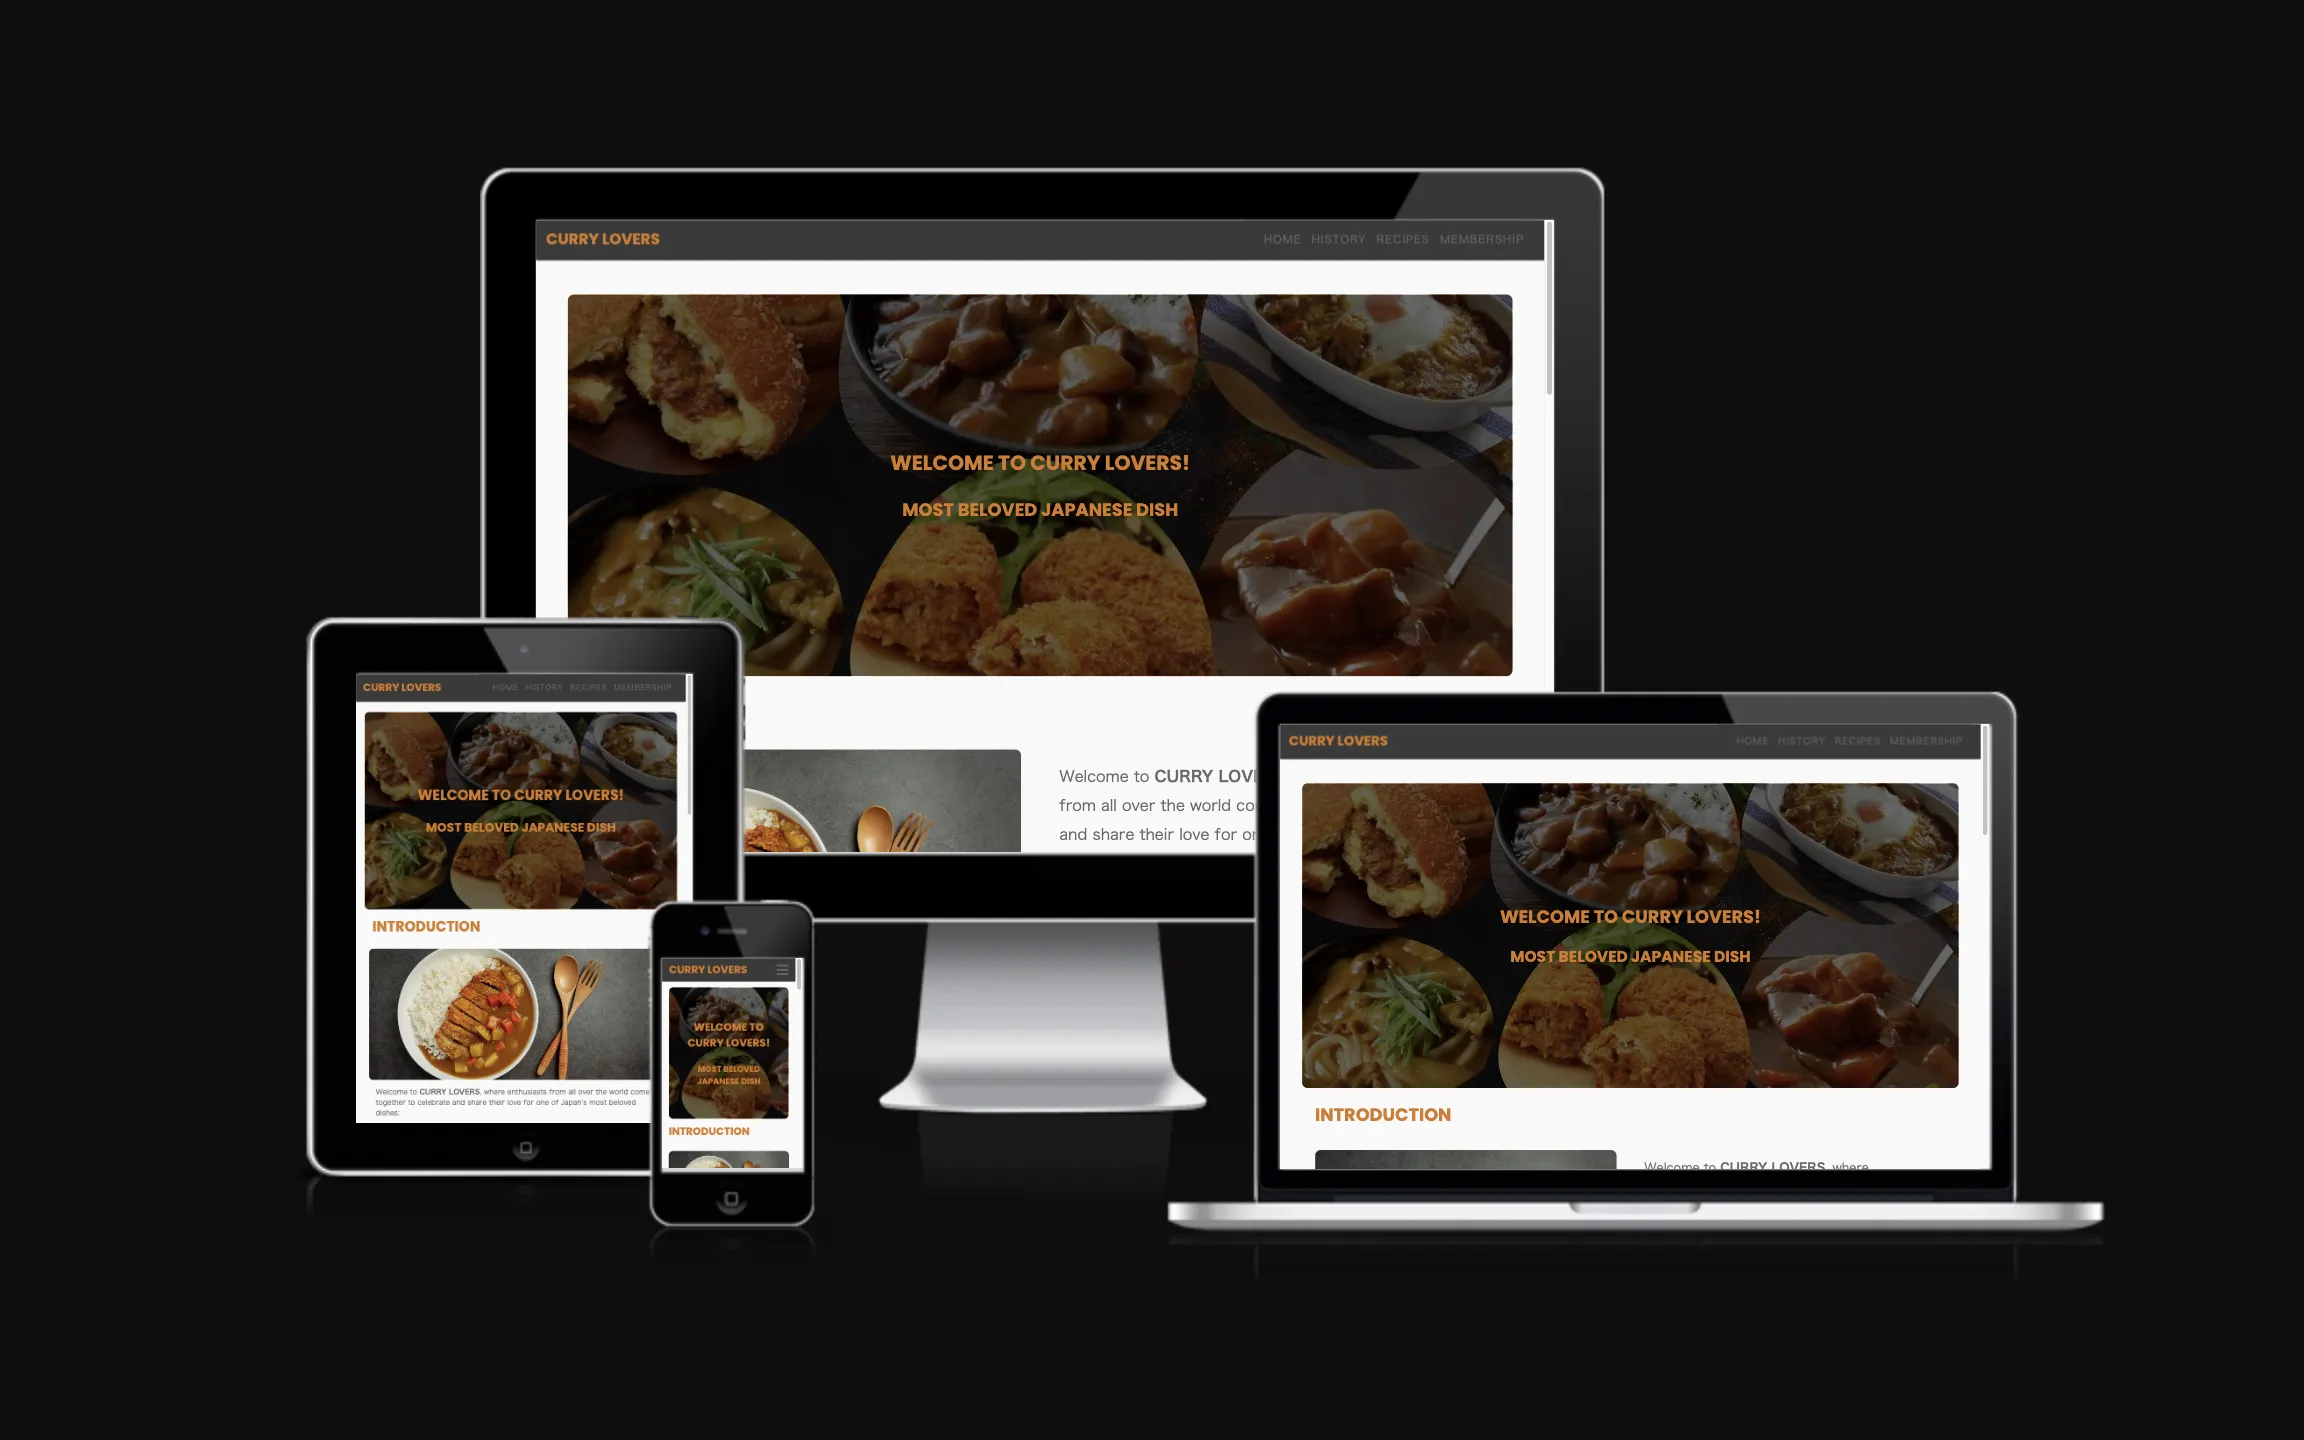 CURRY LOVERS
HOME HISTORY RECIPES MEMBERSHIP
WELCOME TO CURRY LOVERS!
MOST BELOVED JAPANESE DISH
Welcome to CURRY LOV
from all over the world co
and share their love for or
CURRY LOVERS
HOME HISTORY RECIPES MEMBERSHIP
WELCOME TO CURRY LOVERS!
MOST BELOVED JAPANESE DISH
INTRODUCTION
Welcome to CURRY LOVERS, where enthusiasts from all over the world come
together to celebrate and share their love for one of Japan's most beloved
dishes:
CURRY LOVERS
WELCOME TO
CURRY LOVERS!
MOST BELOVED
JAPANESE DISH
INTRODUCTION
CURRY LOVERS
HOME HISTORY RECIPES MEMBERSHIP
WELCOME TO CURRY LOVERS!
MOST BELOVED JAPANESE DISH
INTRODUCTION
Welcome to CURRY LOVERS, where